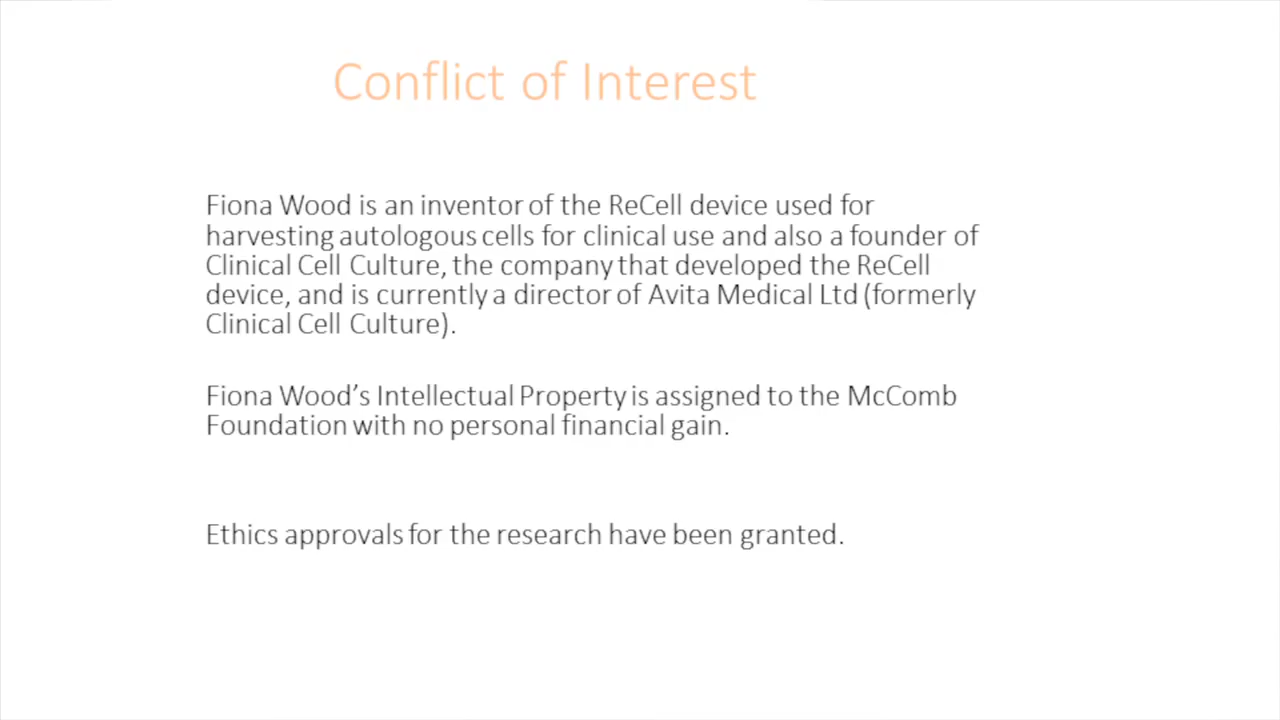 Conflict of Interest
Fiona Wood is an inventor of the ReCell device used for
harvesting autologous cells for clinical use and also a founder of
Clinical Cell Culture, the company that developed the ReCell
device, and is currently a director of Avita Medical Ltd (formerly
Clinical Cell Culture).
Fiona Wood’s Intellectual Property is assigned to the McComb
Foundation with no personal financial gain.
Ethics approvals for the research have been granted.